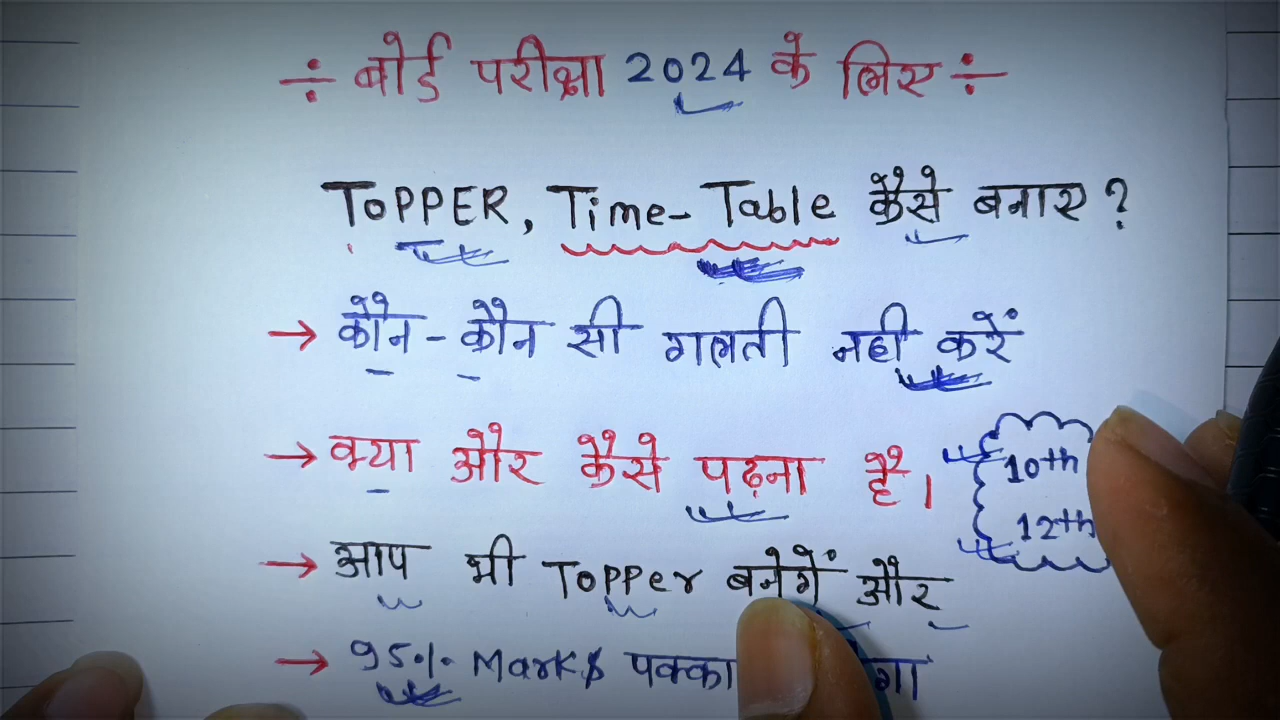 ÷ बोर्ड परीक्षा 2024 के लिए ÷
TOPPER, Time-Table कैसे बनाए ?
→ कौन-कौन सी गलती नही करें
→ क्या और कैसे पढ़ना है।
10th
12th
→ आप भी Topper बनेगें और
→ 95% Marks पक्का